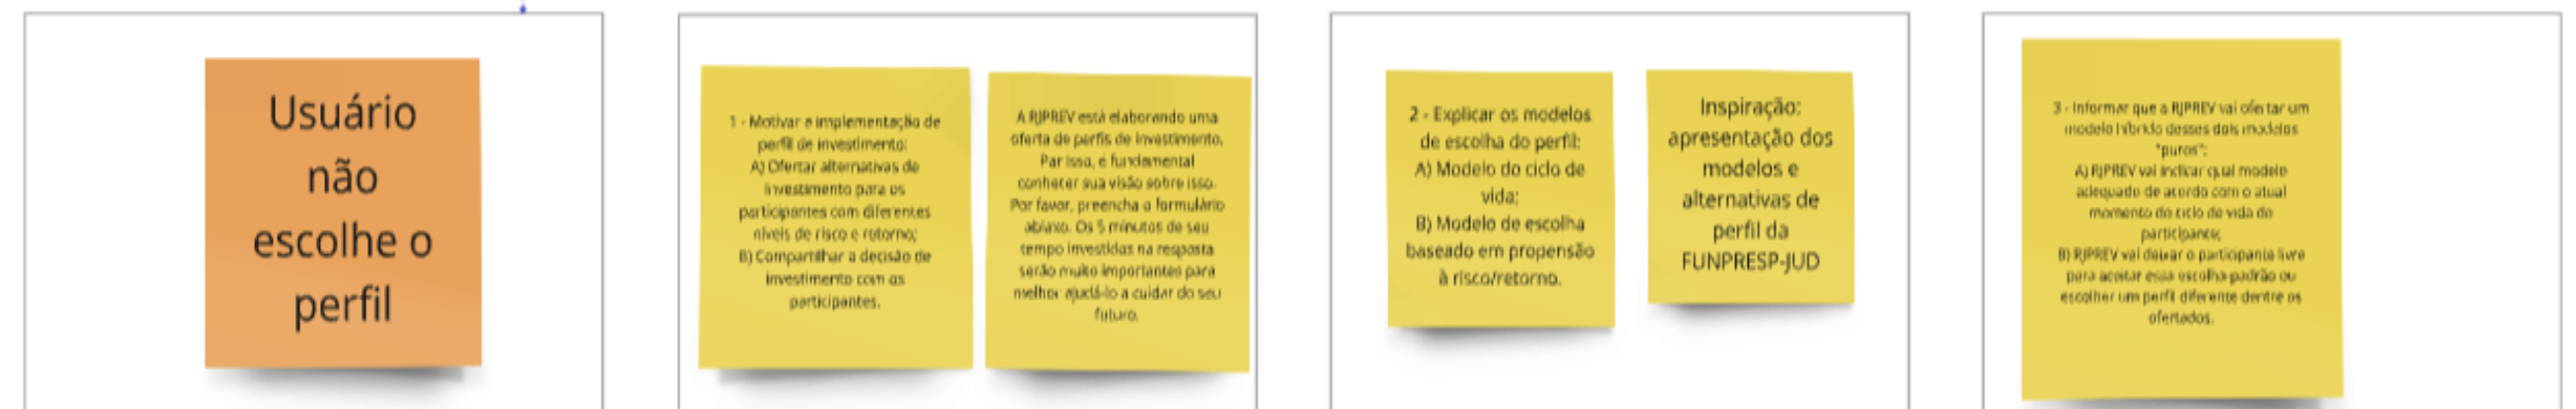 Usuário
não
escolhe o
perfil
1 - Motivar a implementação de
perfil de investimento:
A) Ofertar alternativas de
investimento para os
participantes com diferentes
níveis de risco e retorno;
B) Compartilhar a decisão de
investimento com os
participantes.
A RJPREV está elaborando uma
oferta de perfis de investimento.
Par isso, é fundamental
conhecer sua visão sobre isso.
Por favor, preencha o formulário
abaixo. Os 5 minutos de seu
tempo investidos na resposta
serão muito importantes para
melhor ajudá-lo a cuidar do seu
futuro.
2 - Explicar os modelos
de escolha do perfil:
A) Modelo do ciclo de
vida;
B) Modelo de escolha
baseado em propensão
à risco/retorno.
Inspiração:
apresentação dos
modelos e
alternativas de
perfil da
FUNPRESP-JUD
3 - Informar que a RJPREV vai ofertar um
modelo híbrido desses dois modelos
"puros":
A) RJPREV vai indicar qual modelo
adequado de acordo com o atual
momento do ciclo de vida do
participante;
B) RJPREV vai deixar o participante livre
para aceitar essa escolha-padrão ou
escolher um perfil diferente dentre os
ofertados.